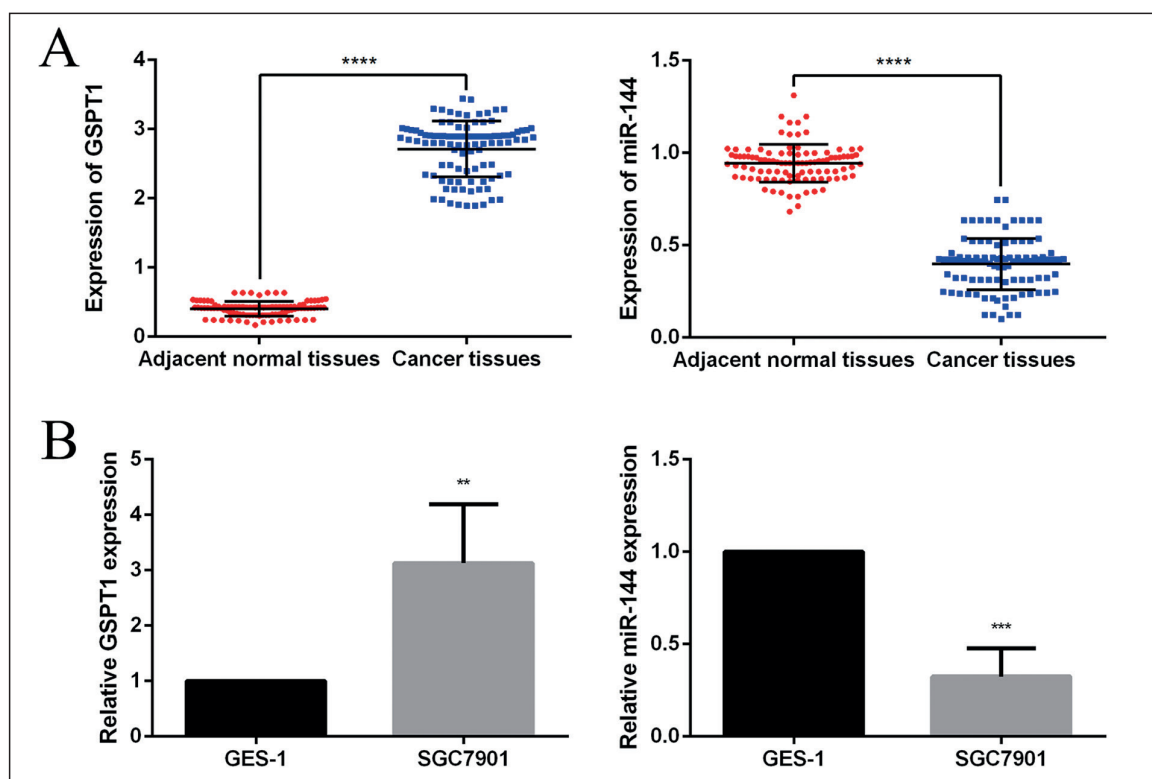 A
Expression of GSPT1
4
3
2
1
0
****
Adjacent normal tissues
Cancer tissues
Expression of miR-144
1.5
1.0
0.5
0.0
****
Adjacent normal tissues
Cancer tissues
B
Relative GSPT1 expression
5
4
3
2
1
0
**
GES-1
SGC7901
Relative miR-144 expression
1.5
1.0
0.5
0.0
***
GES-1
SGC7901